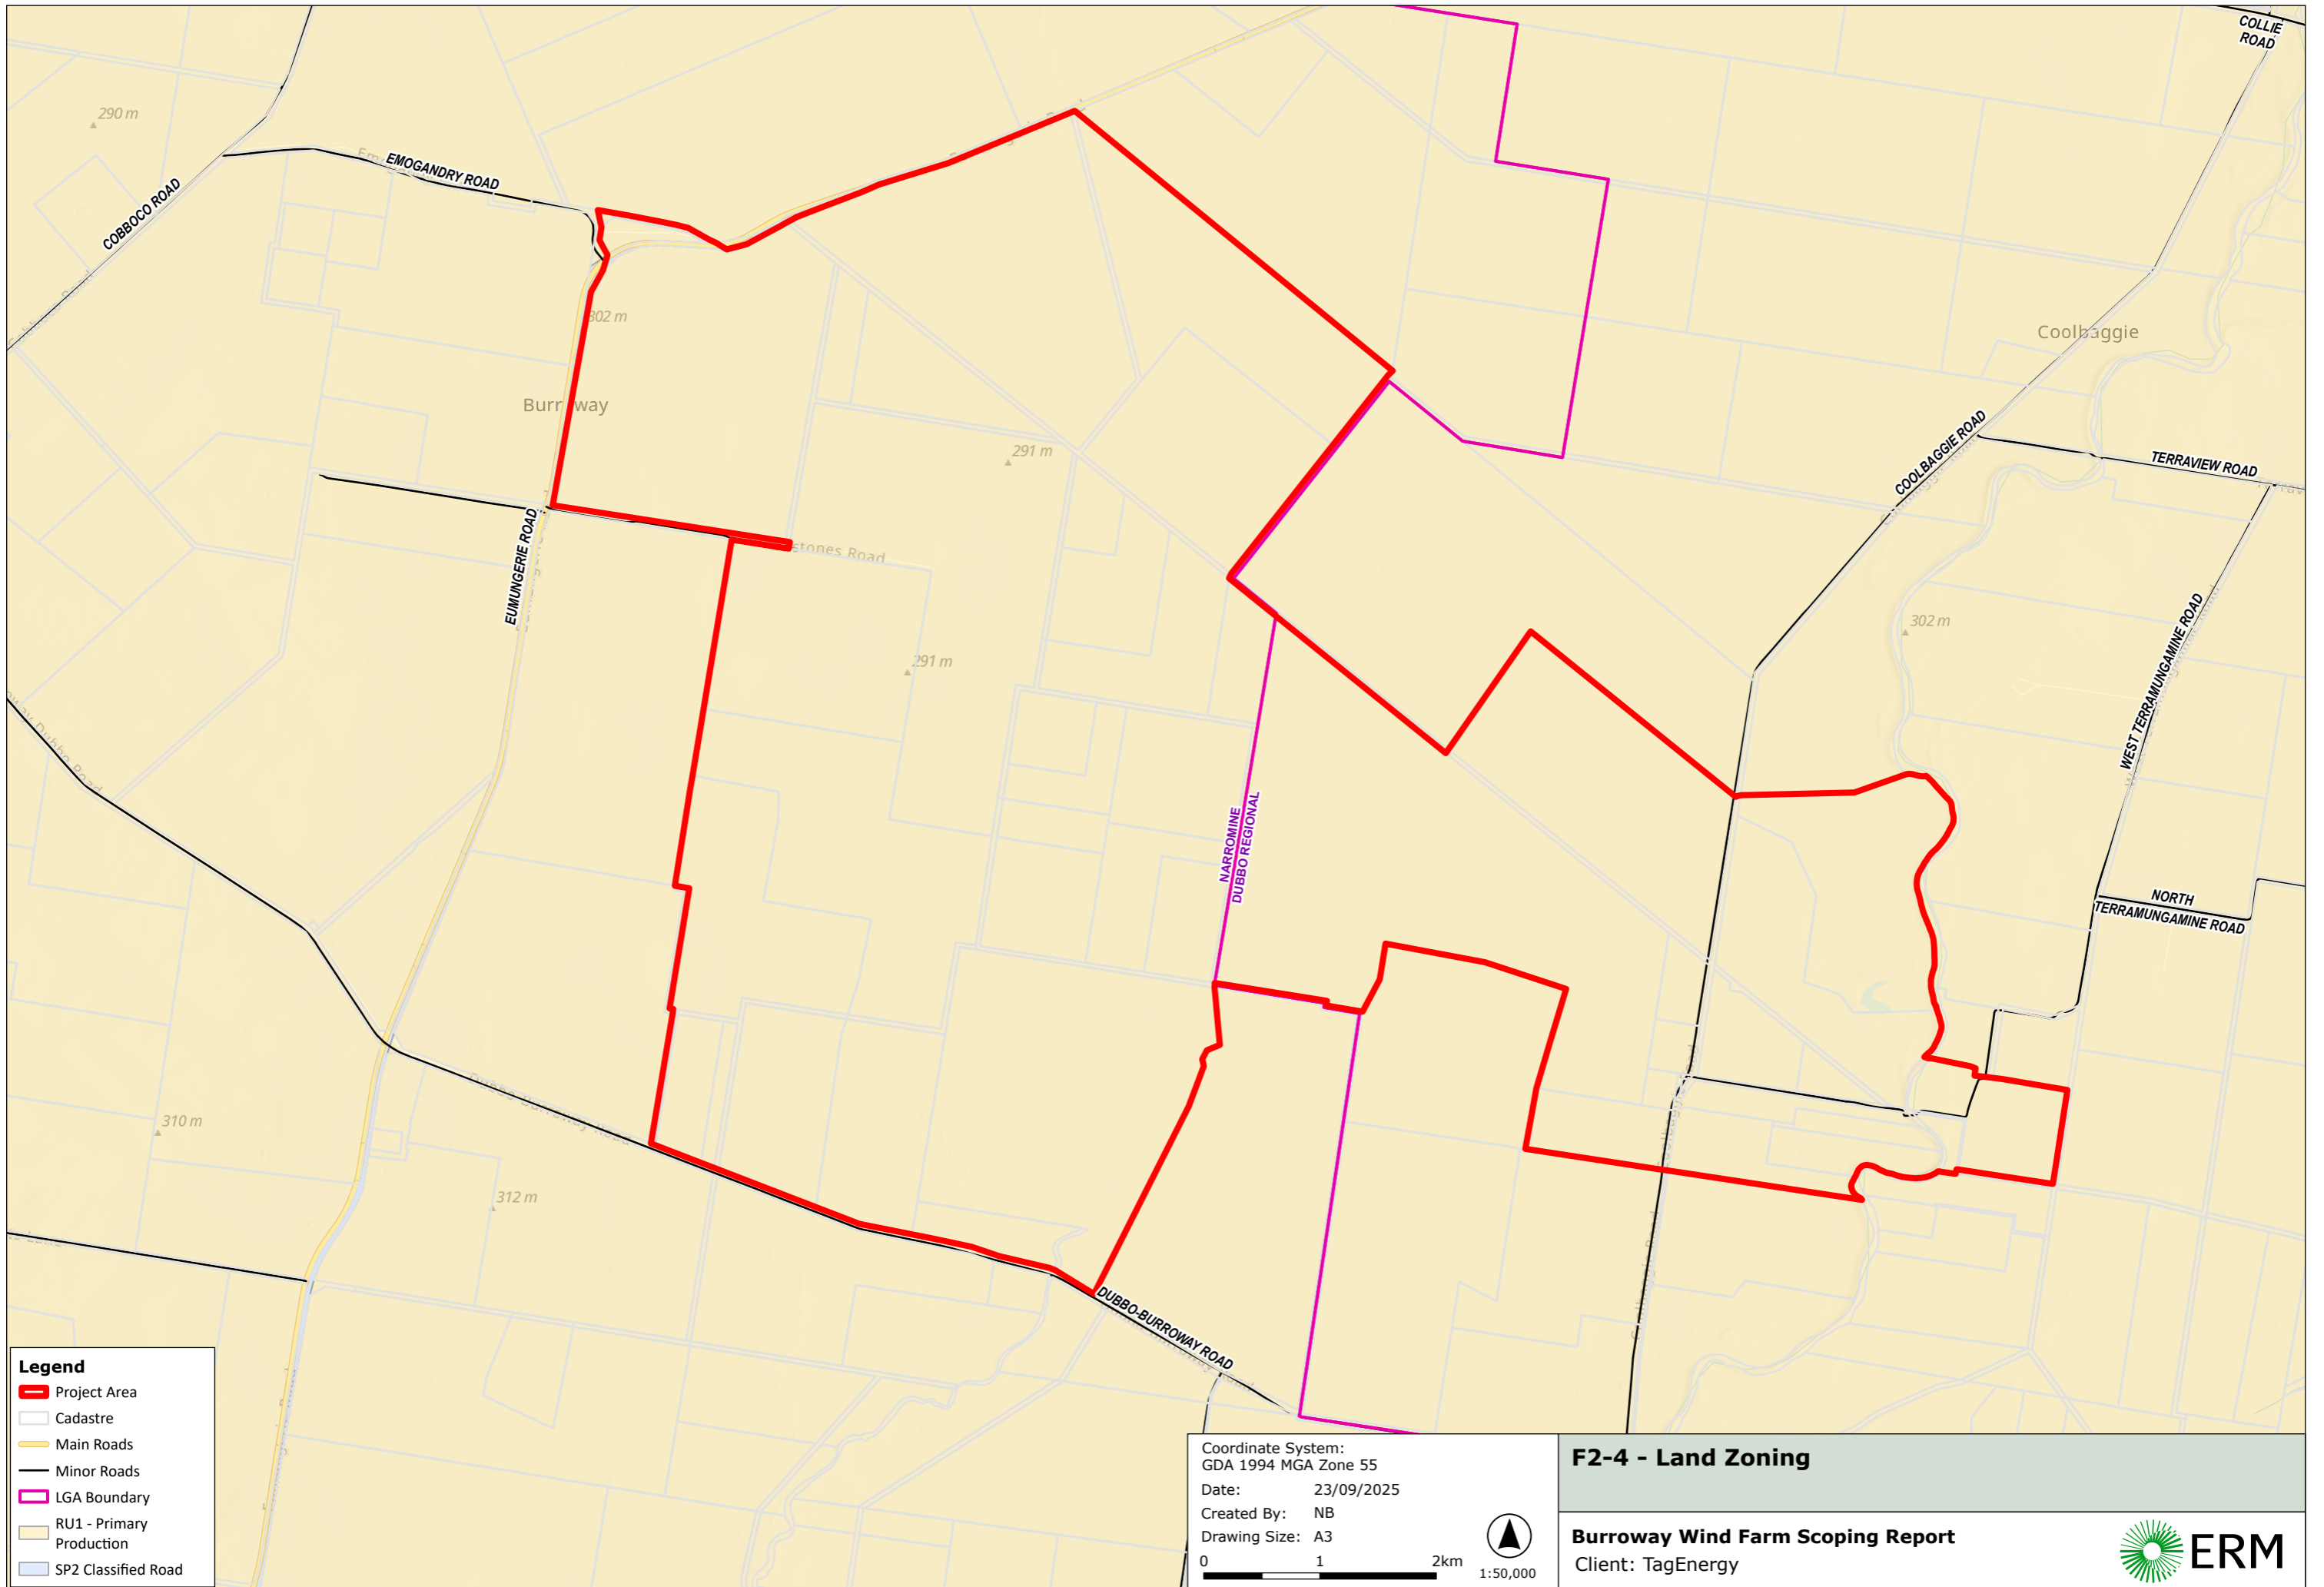 COLLIE
ROAD
290 m
EMOGANDRY ROAD
COBBOCO ROAD
302 m
Coolbaggie
Burroway
291 m
COOLBAGGIE ROAD
TERRAVIEW ROAD
EUMUNGERIE ROAD
stones Road
302 m
291 m
WEST TERRAMUNGAMINE ROAD
NARROMINE
DUBBO REGIONAL
NORTH
TERRAMUNGAMINE ROAD
310 m
312 m
DUBBO-BURROWAY ROAD
Legend
Project Area
Cadastre
Main Roads
Minor Roads
LGA Boundary
RU1 - Primary
Production
SP2 Classified Road
Coordinate System:
GDA 1994 MGA Zone 55
Date: 23/09/2025
Created By: NB
Drawing Size: A3
0 1 2km
1:50,000
F2-4 - Land Zoning
Burroway Wind Farm Scoping Report
Client: TagEnergy
ERM